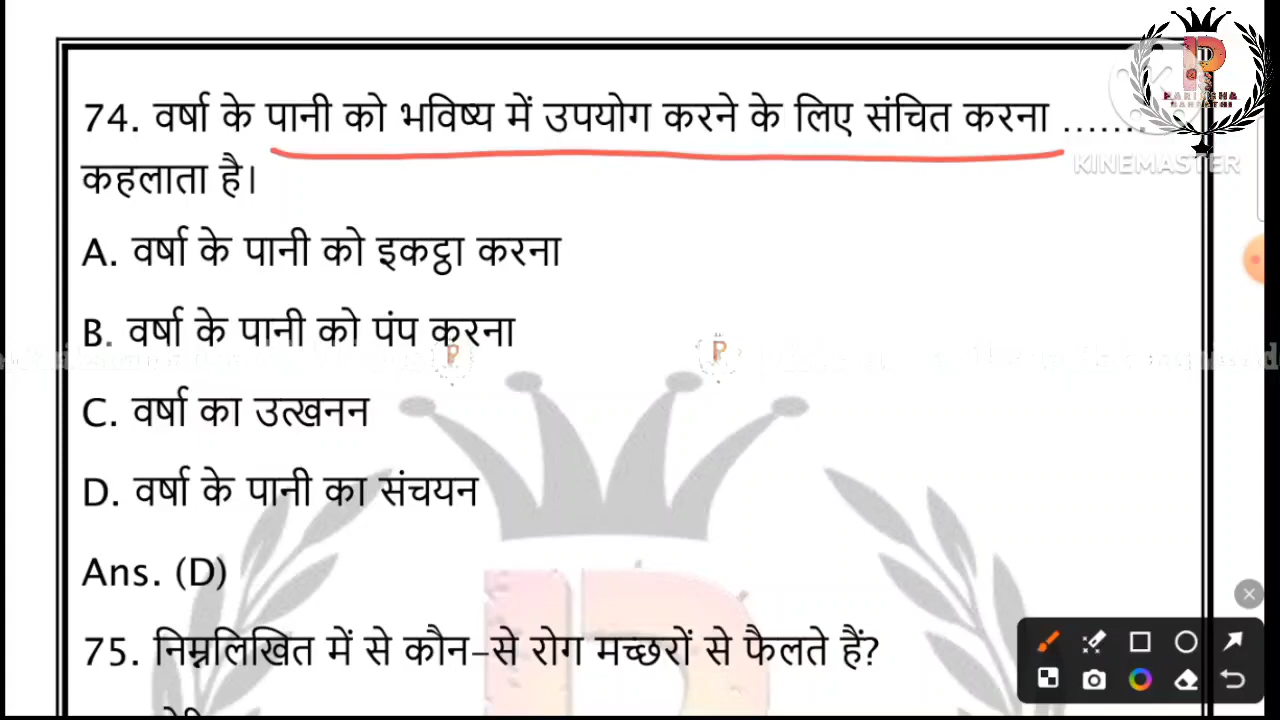 74. वर्षा के पानी को भविष्य में उपयोग करने के लिए संचित करना .......
कहलाता है।
A. वर्षा के पानी को इकट्ठा करना
B. वर्षा के पानी को पंप करना
C. वर्षा का उत्खनन
D. वर्षा के पानी का संचयन
Ans. (D)
75. निम्नलिखित में से कौन-से रोग मच्छरों से फैलते हैं?
KINEMASTER